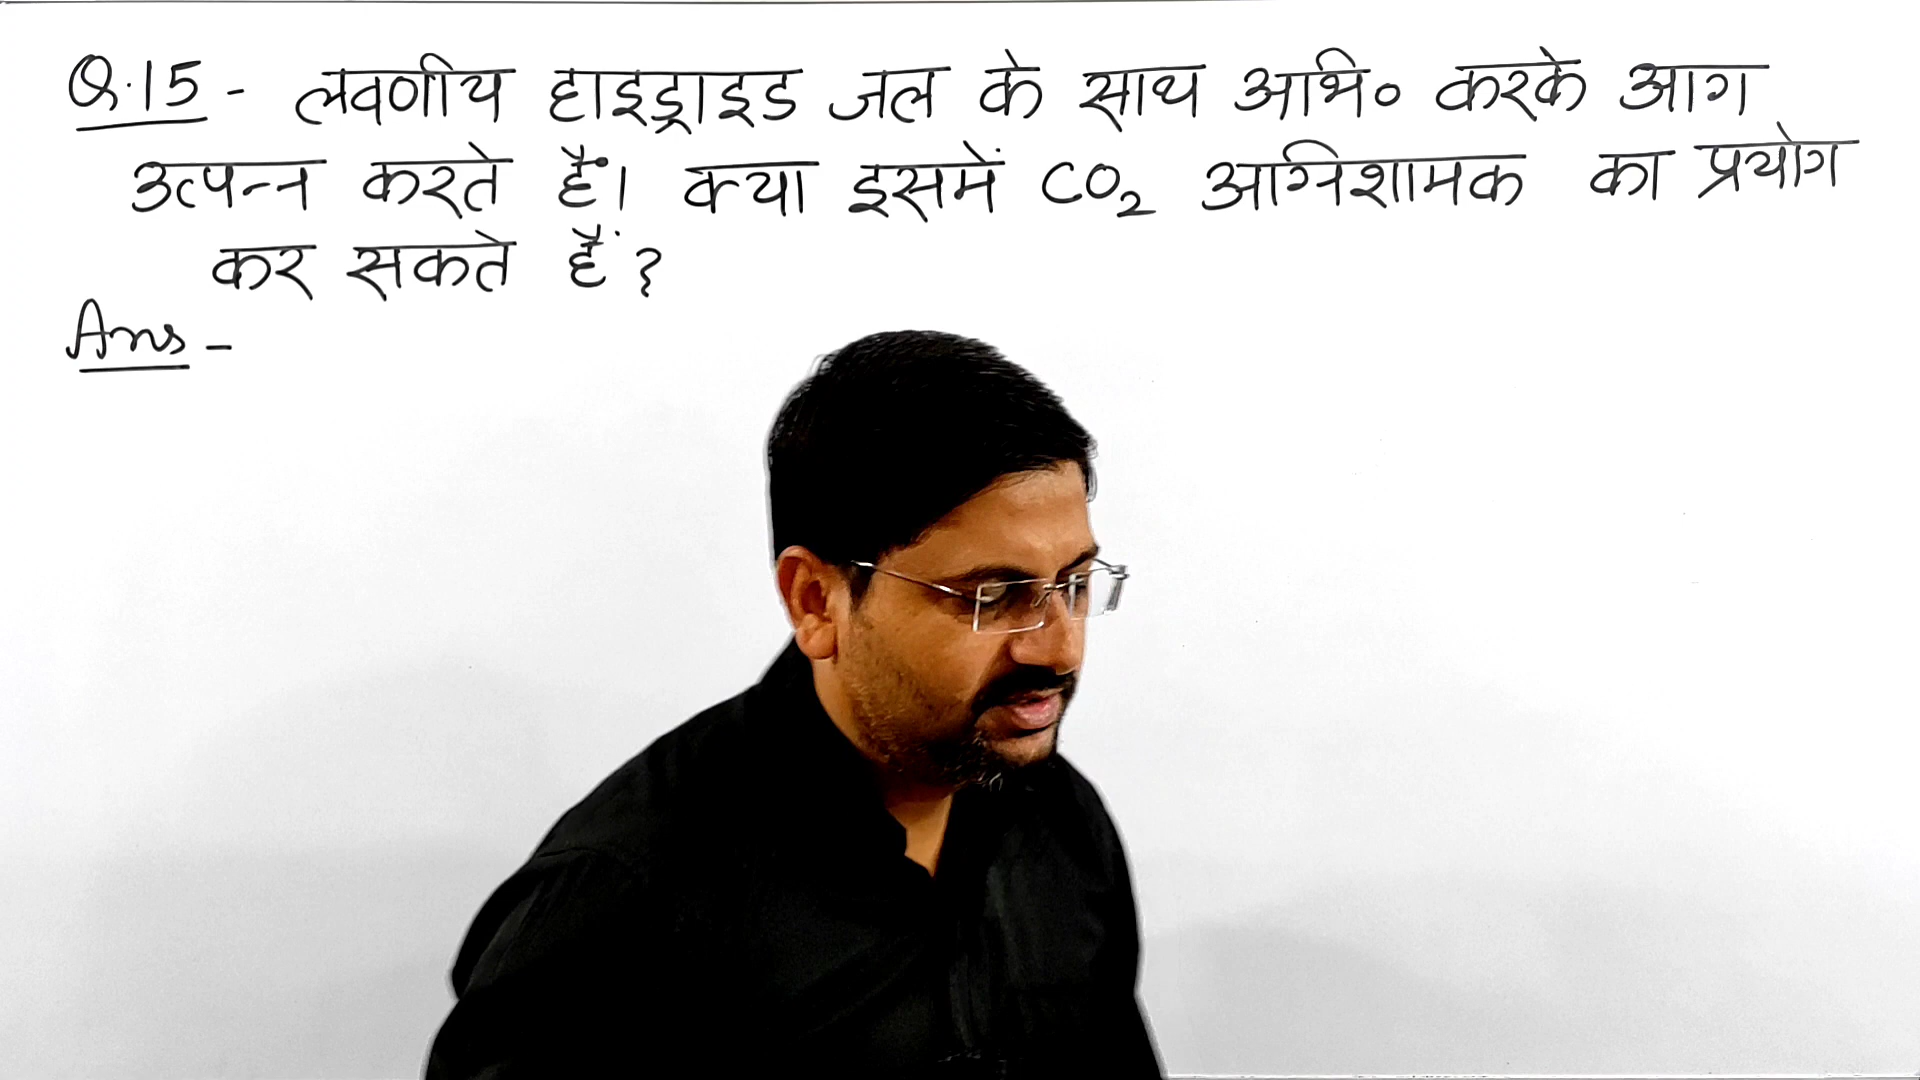 Q.15 - लवणीय हाइड्राइड जल के साथ अभि० करके आग
उत्पन्न करते हैं। क्या इसमें CO₂ अग्निशामक का प्रयोग
कर सकते हैं ?
Ans -